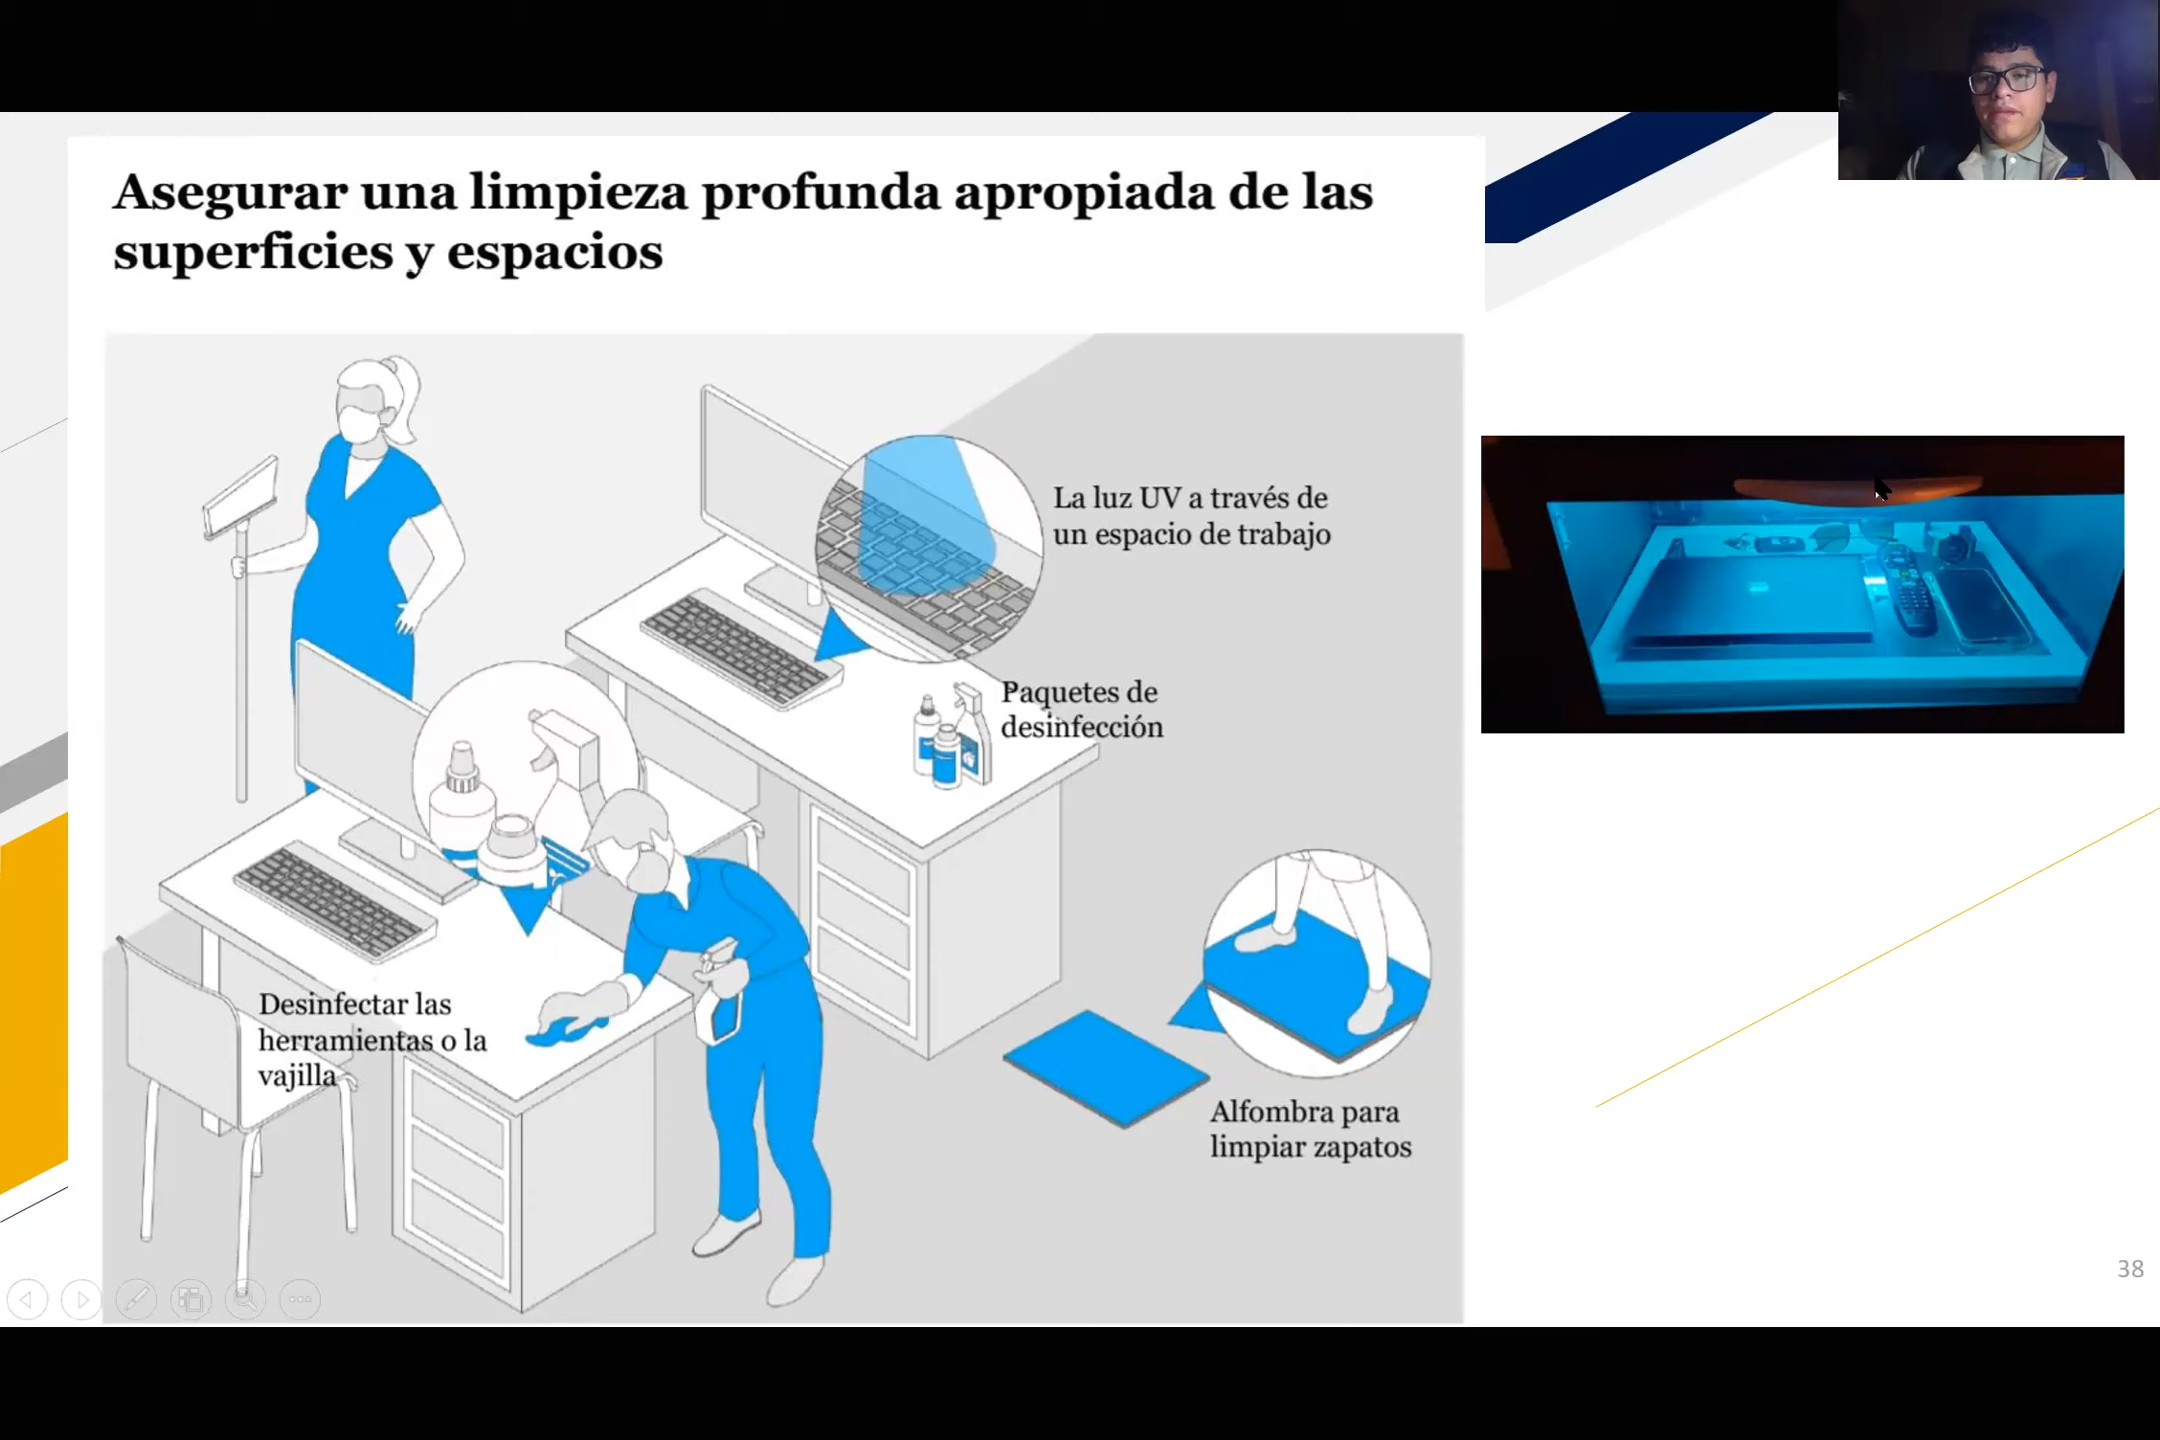 Asegurar una limpieza profunda apropiada de las
superficies y espacios
La luz UV a través de
un espacio de trabajo
Paquetes de
desinfección
Desinfectar las
herramientas o la
vajilla
Alfombra para
limpiar zapatos
38